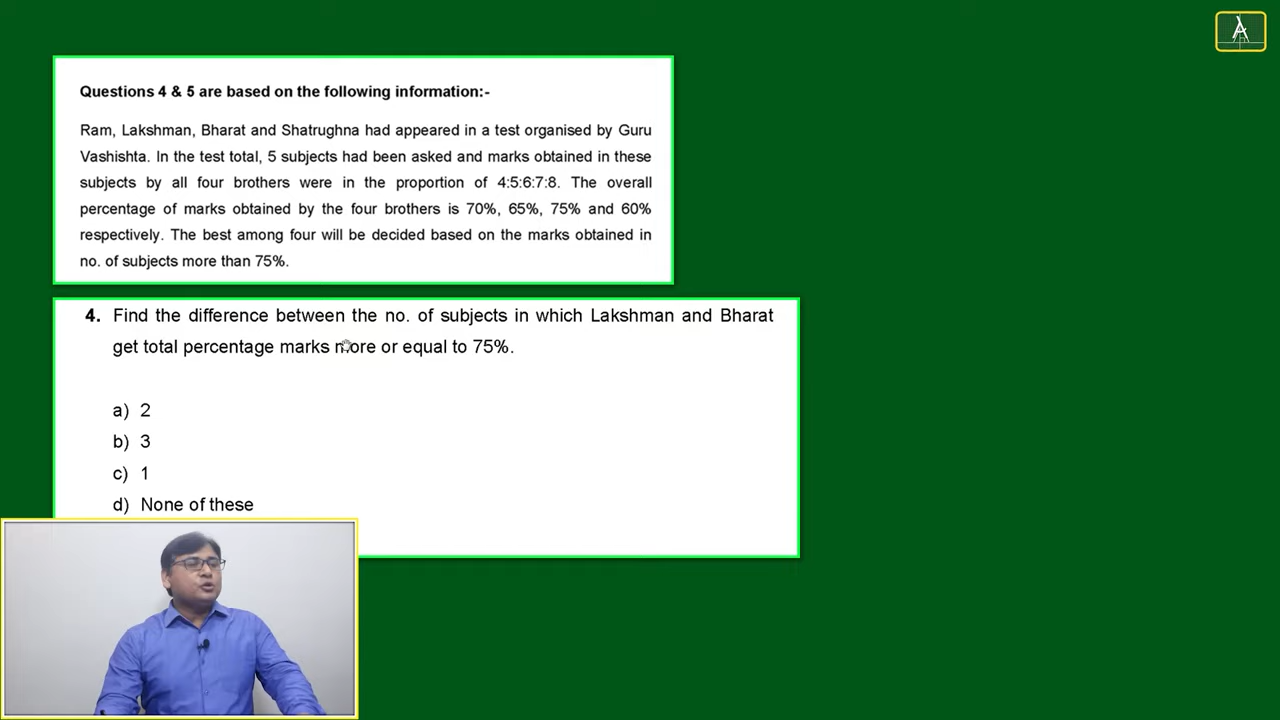 Questions 4 & 5 are based on the following information:-
Ram, Lakshman, Bharat and Shatrughna had appeared in a test organised by Guru
Vashishta. In the test total, 5 subjects had been asked and marks obtained in these
subjects by all four brothers were in the proportion of 4:5:6:7:8. The overall
percentage of marks obtained by the four brothers is 70%, 65%, 75% and 60%
respectively. The best among four will be decided based on the marks obtained in
no. of subjects more than 75%.
4. Find the difference between the no. of subjects in which Lakshman and Bharat
get total percentage marks more or equal to 75%.
a) 2
b) 3
c) 1
d) None of these